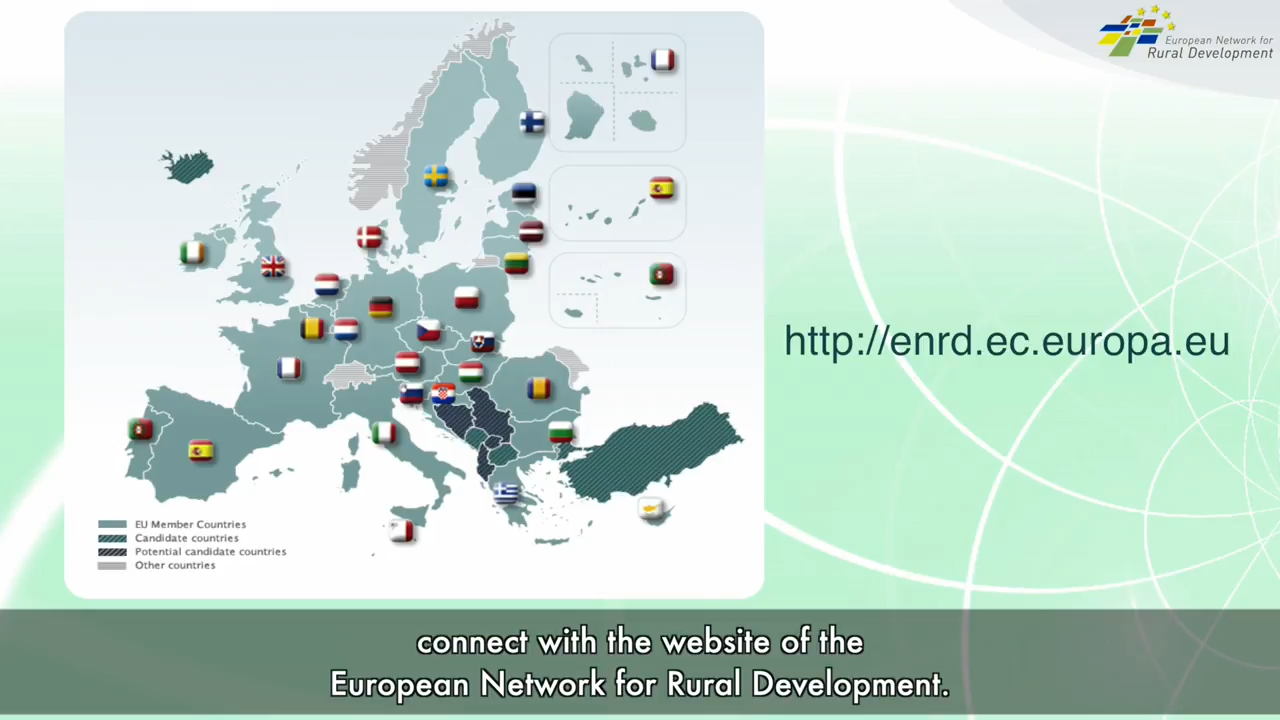 European Network for
Rural Development
http://enrd.ec.europa.eu
EU Member Countries
Candidate countries
Potential candidate countries
Other countries
connect with the website of the
European Network for Rural Development.